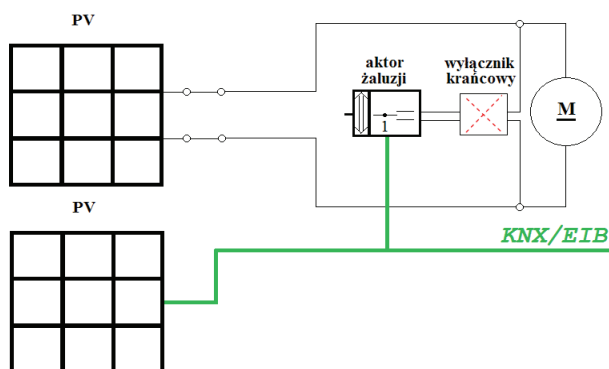 PV
aktor
żaluzji
wyłącznik
krańcowy
1
M
PV
KNX/EIB